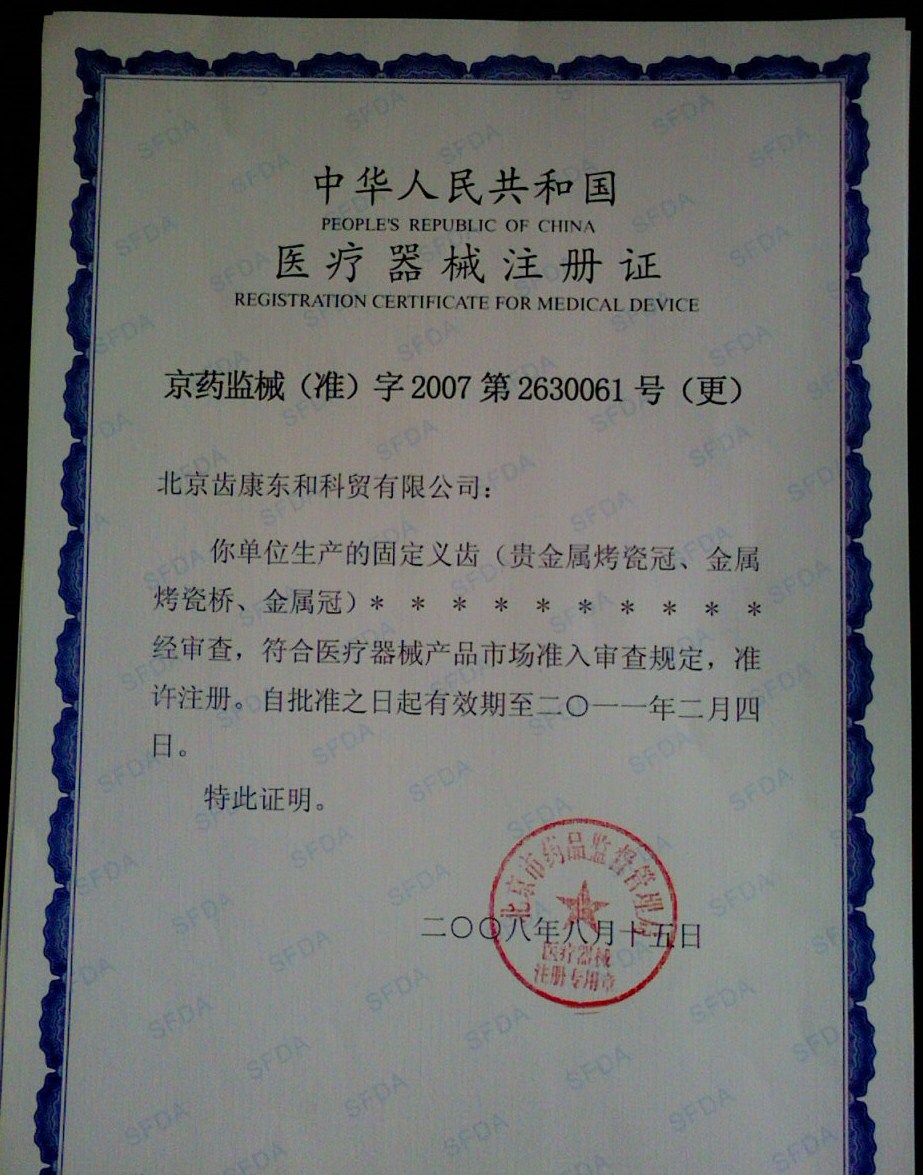 中华人民共和国
PEOPLE'S REPUBLIC OF CHINA
医疗器械注册证
REGISTRATION CERTIFICATE FOR MEDICAL DEVICE
京药监械（准）字2007第2630061号（更）
北京齿康东和科贸有限公司：
你单位生产的固定义齿（贵金属烤瓷冠、金属
烤瓷桥、金属冠）＊＊＊＊＊＊＊＊＊＊
经审查，符合医疗器械产品市场准入审查规定，准
许注册。自批准之日起有效期至二〇一一年二月四
日。
特此证明。
北京市药品监督管理局
二〇〇八年八月十五日
医疗器械
注册专用章
SFDA